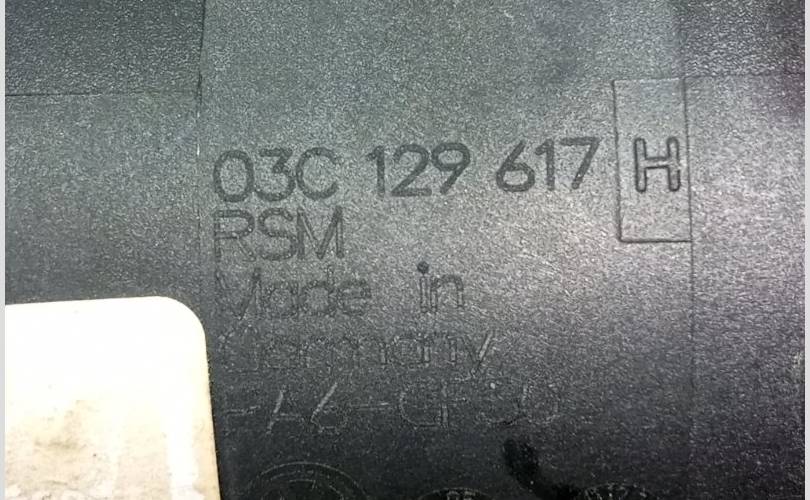 03C 129 617 H
RSM
Made in
Germany
-PA6-GF30